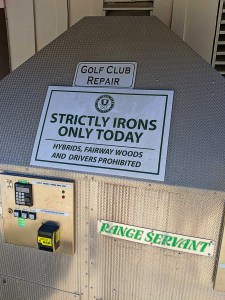 GOLF CLUB
REPAIR
STRICTLY IRONS
ONLY TODAY
HYBRIDS, FAIRWAY WOODS
AND DRIVERS PROHIBITED
RANGE SERVANT